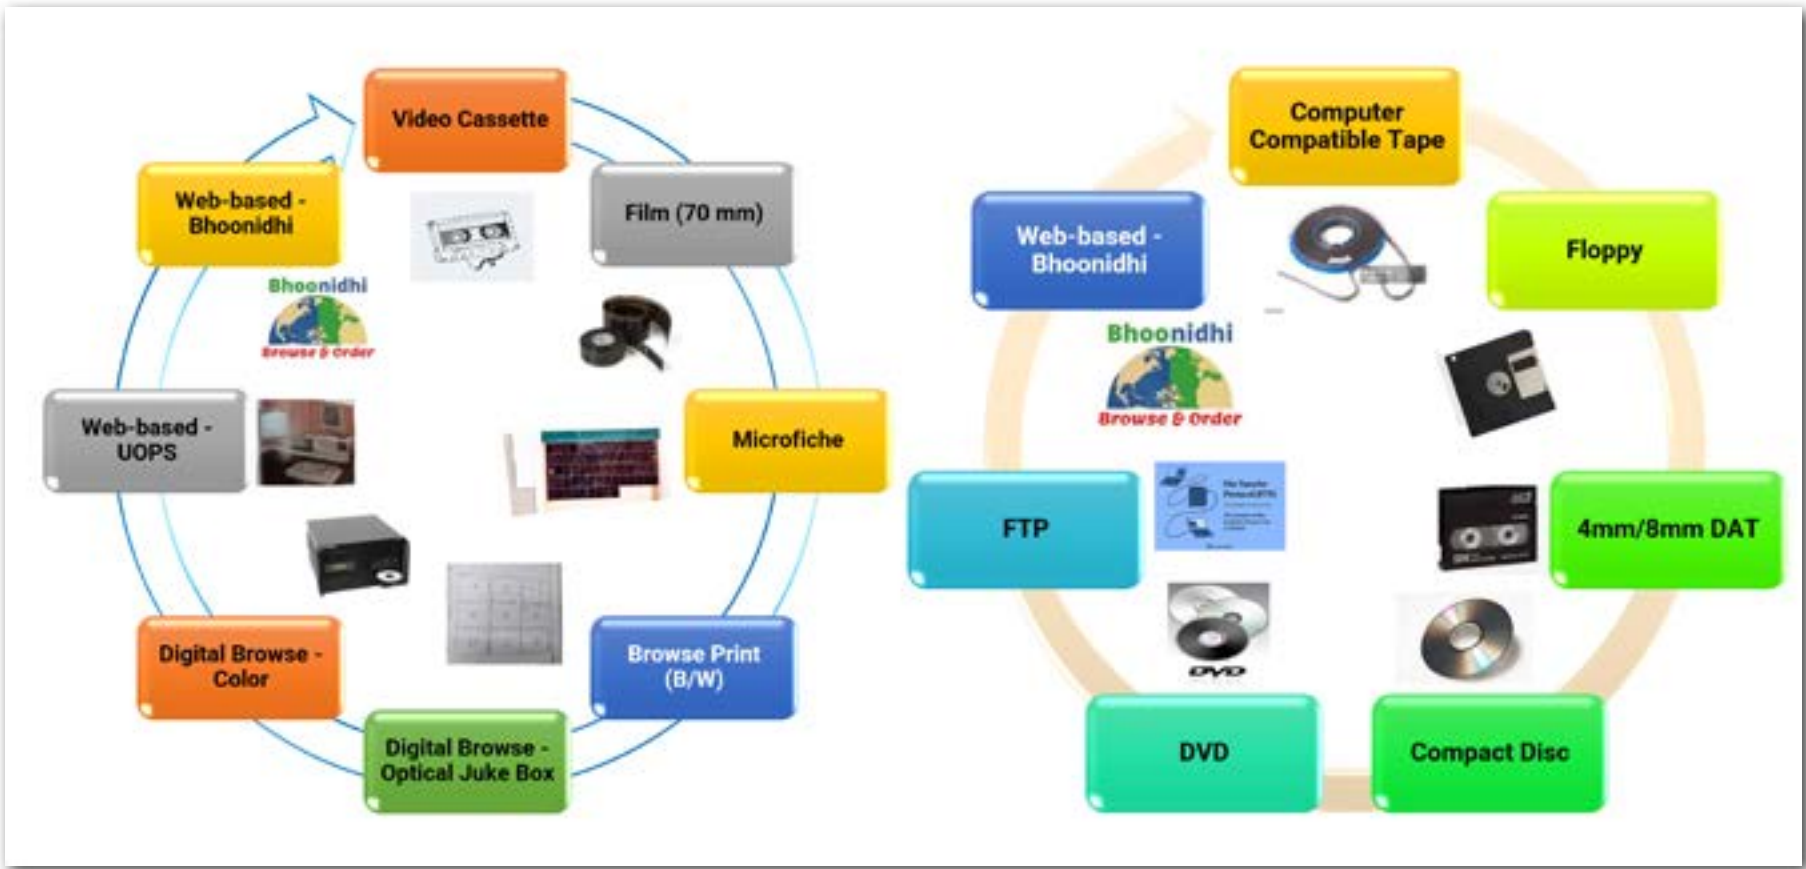 Video Cassette
Film (70 mm)
Microfiche
Browse Print
(B/W)
Digital Browse -
Optical Juke Box
Digital Browse -
Color
Web-based -
UOPS
Web-based -
Bhoonidhi
Bhoonidhi
Browse & Order
Computer
Compatible Tape
Floppy
4mm/8mm DAT
Compact Disc
DVD
DVD
FTP
Web-based -
Bhoonidhi
Bhoonidhi
Browse & Order